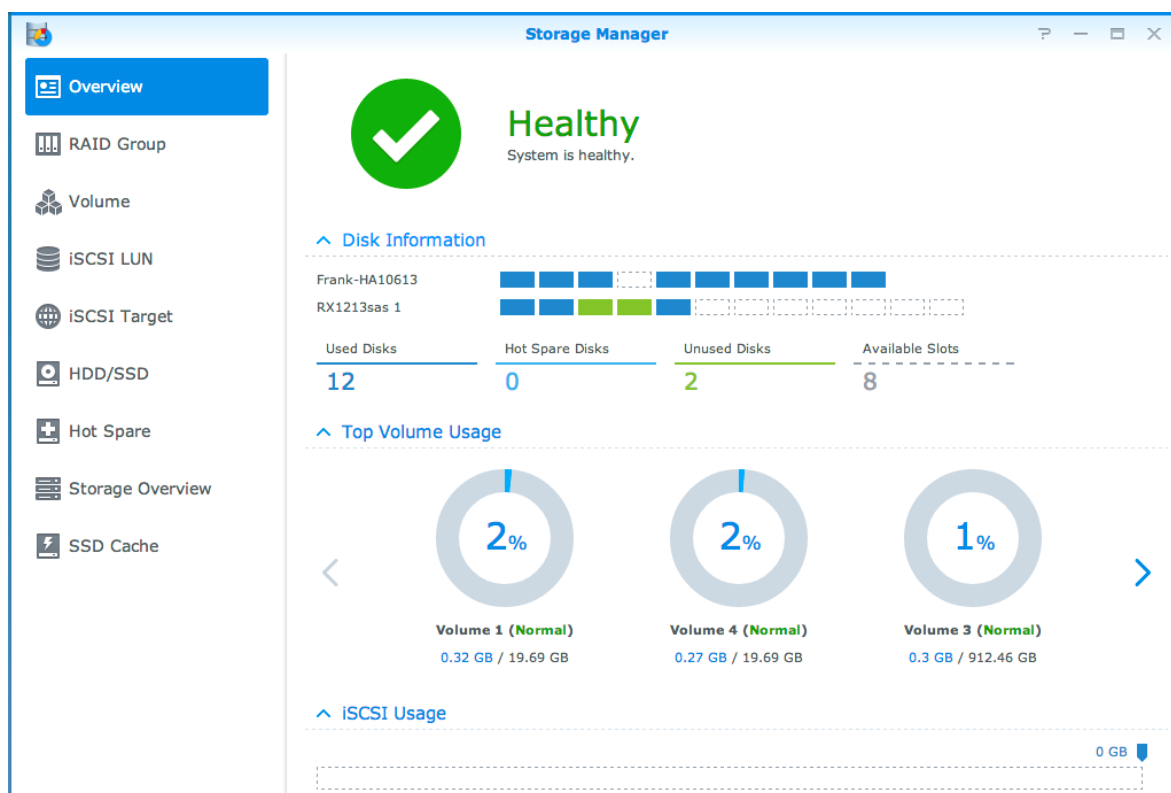 Storage Manager
Overview
RAID Group
Volume
iSCSI LUN
iSCSI Target
HDD/SSD
Hot Spare
Storage Overview
SSD Cache
Healthy
System is healthy.
Disk Information
Frank-HA10613
RX1213sas 1
Used Disks Hot Spare Disks Unused Disks Available Slots
12 0 2 8
Top Volume Usage
2% 2% 1%
Volume 1 (Normal) Volume 4 (Normal) Volume 3 (Normal)
0.32 GB / 19.69 GB 0.27 GB / 19.69 GB 0.3 GB / 912.46 GB
iSCSI Usage
0 GB